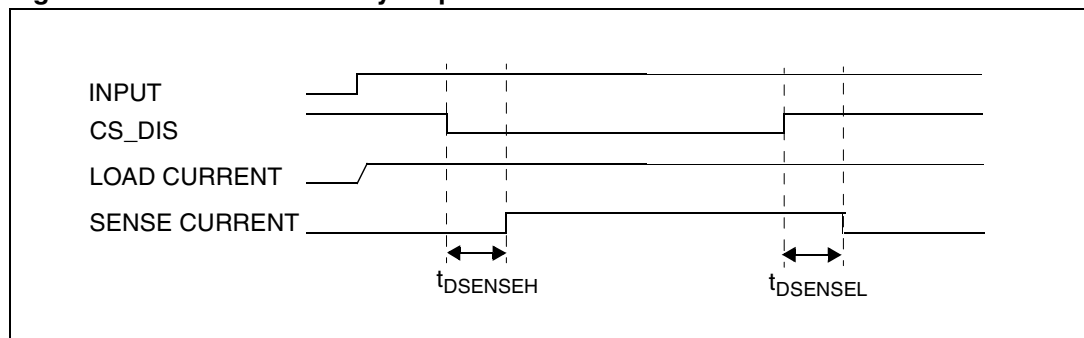 INPUT
CS_DIS
LOAD CURRENT
SENSE CURRENT
tDSENSEH
tDSENSEL